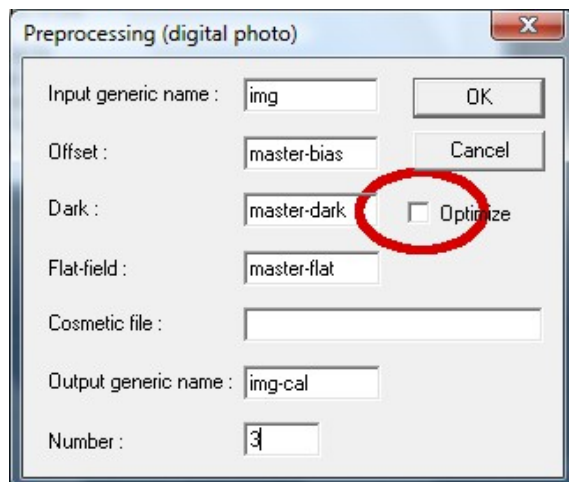 Preprocessing (digital photo)
Input generic name : img OK
Offset : master-bias Cancel
Dark : master-dark Optimize
Flat-field : master-flat
Cosmetic file :
Output generic name : img-cal
Number : 3